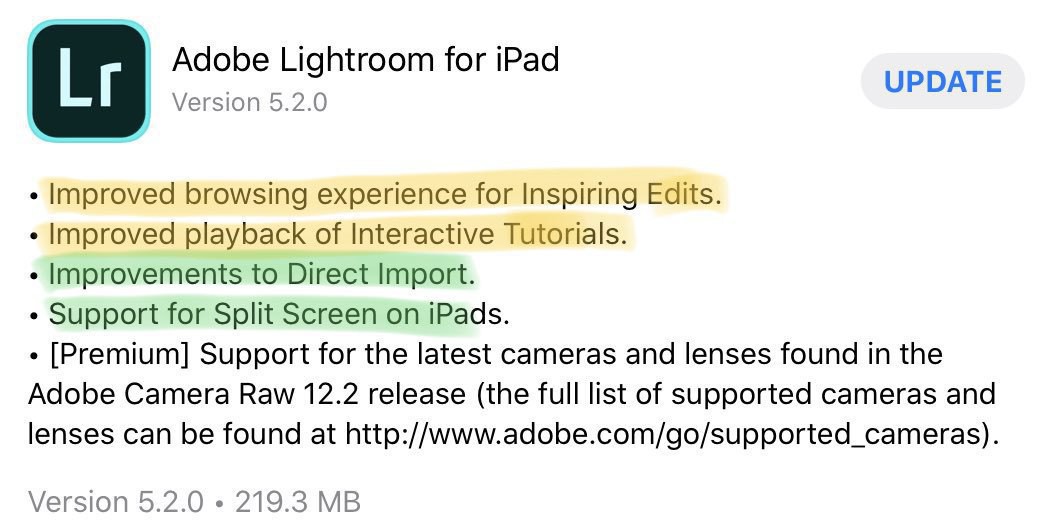 Lr
Adobe Lightroom for iPad
Version 5.2.0
UPDATE
• Improved browsing experience for Inspiring Edits.
• Improved playback of Interactive Tutorials.
• Improvements to Direct Import.
• Support for Split Screen on iPads.
• [Premium] Support for the latest cameras and lenses found in the
Adobe Camera Raw 12.2 release (the full list of supported cameras and
lenses can be found at http://www.adobe.com/go/supported_cameras).
Version 5.2.0 • 219.3 MB